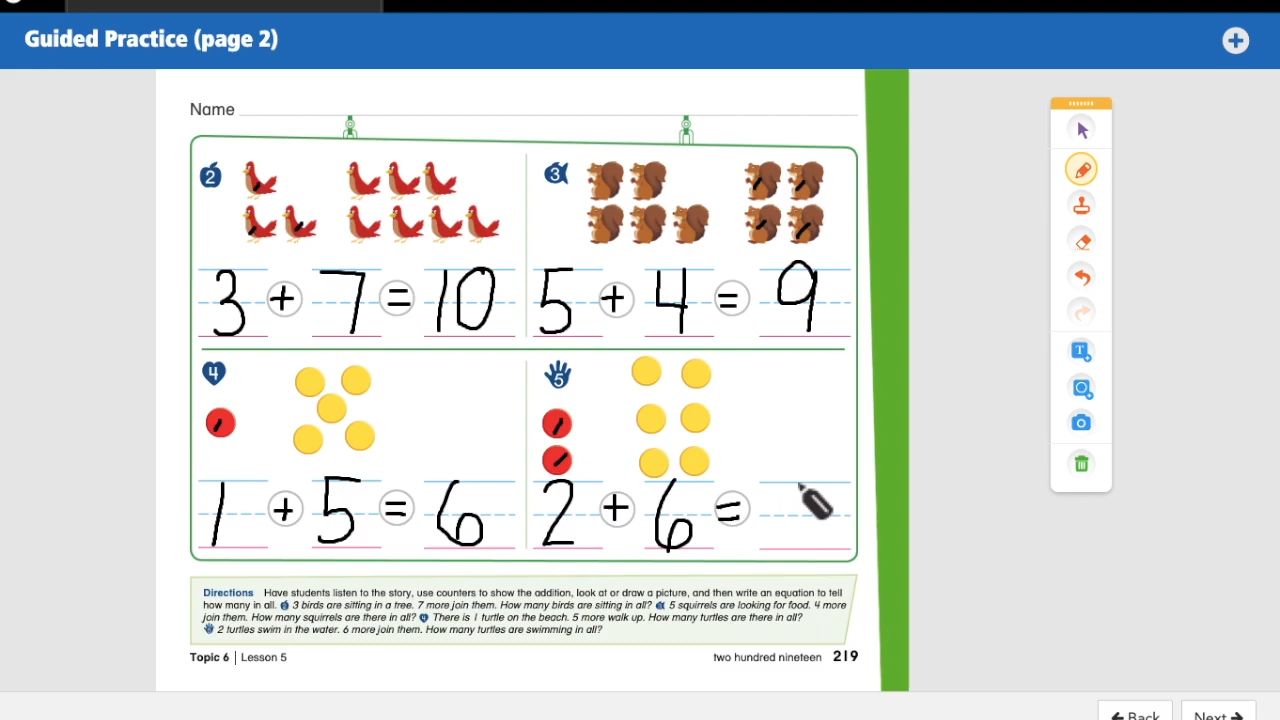 Guided Practice (page 2)
Name
2
3
3 + 7 = 10
5 + 4 = 9
4
5
1 + 5 = 6
2 + 6 =
Directions Have students listen to the story, use counters to show the addition, look at or draw a picture, and then write an equation to tell
how many in all. 2 3 birds are sitting in a tree. 7 more join them. How many birds are sitting in all? 3 5 squirrels are looking for food. 4 more
join them. How many squirrels are there in all? 4 There is 1 turtle on the beach. 5 more walk up. How many turtles are there in all?
5 2 turtles swim in the water. 6 more join them. How many turtles are swimming in all?
Topic 6 | Lesson 5
two hundred nineteen 219
T
Back
Next